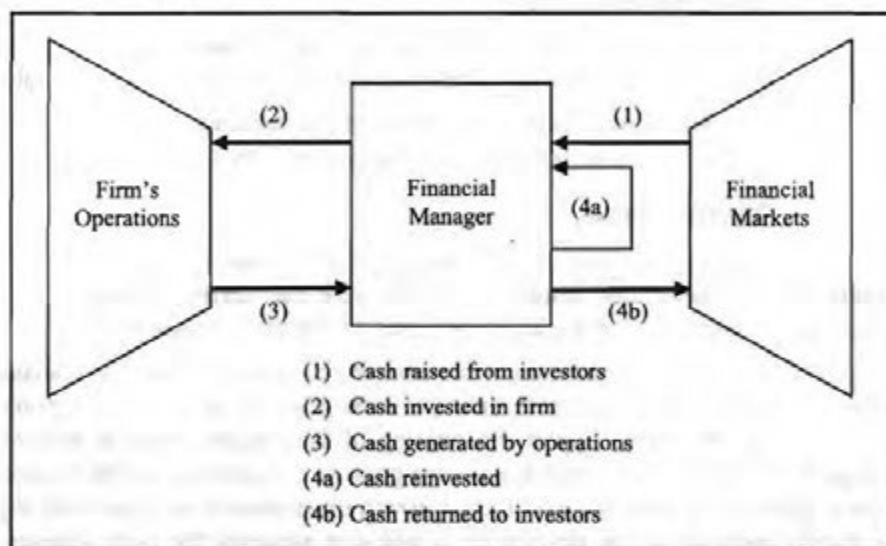 (2)
(1)
Firm's
Operations
Financial
Manager
(4a)
Financial
Markets
(3)
(4b)
(1) Cash raised from investors
(2) Cash invested in firm
(3) Cash generated by operations
(4a) Cash reinvested
(4b) Cash returned to investors